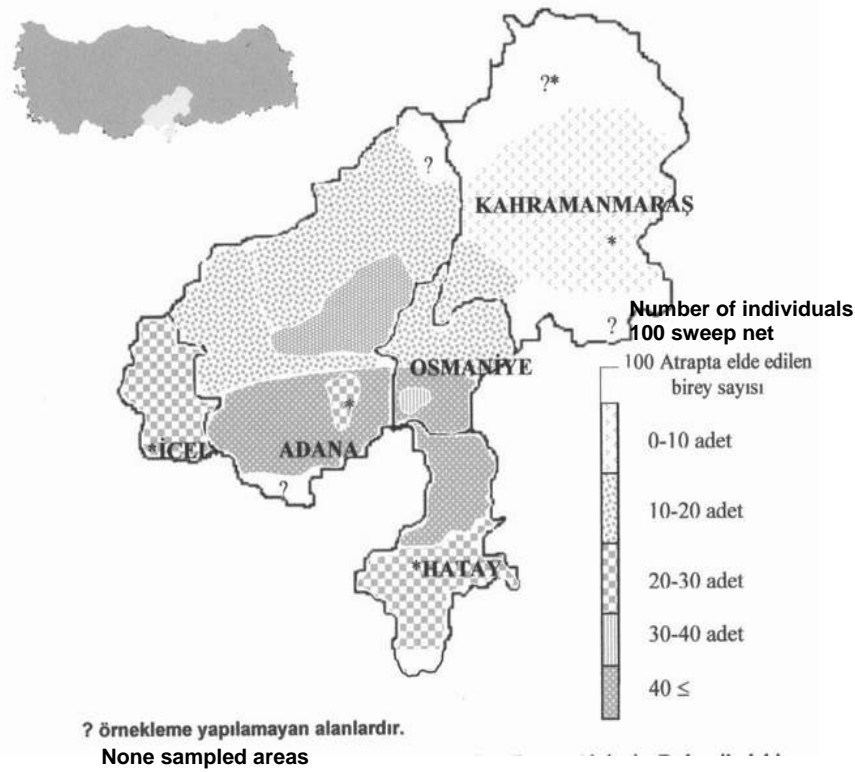 ?*
?
KAHRAMANMARAŞ
*
Number of individuals
100 sweep net
?
100 Atrapta elde edilen
birey sayısı
OSMANİYE
0-10 adet
*
*İÇEL
ADANA
?
10-20 adet
*HATAY
20-30 adet
30-40 adet
40 ≤
? örnekleme yapılamayan alanlardır.
None sampled areas